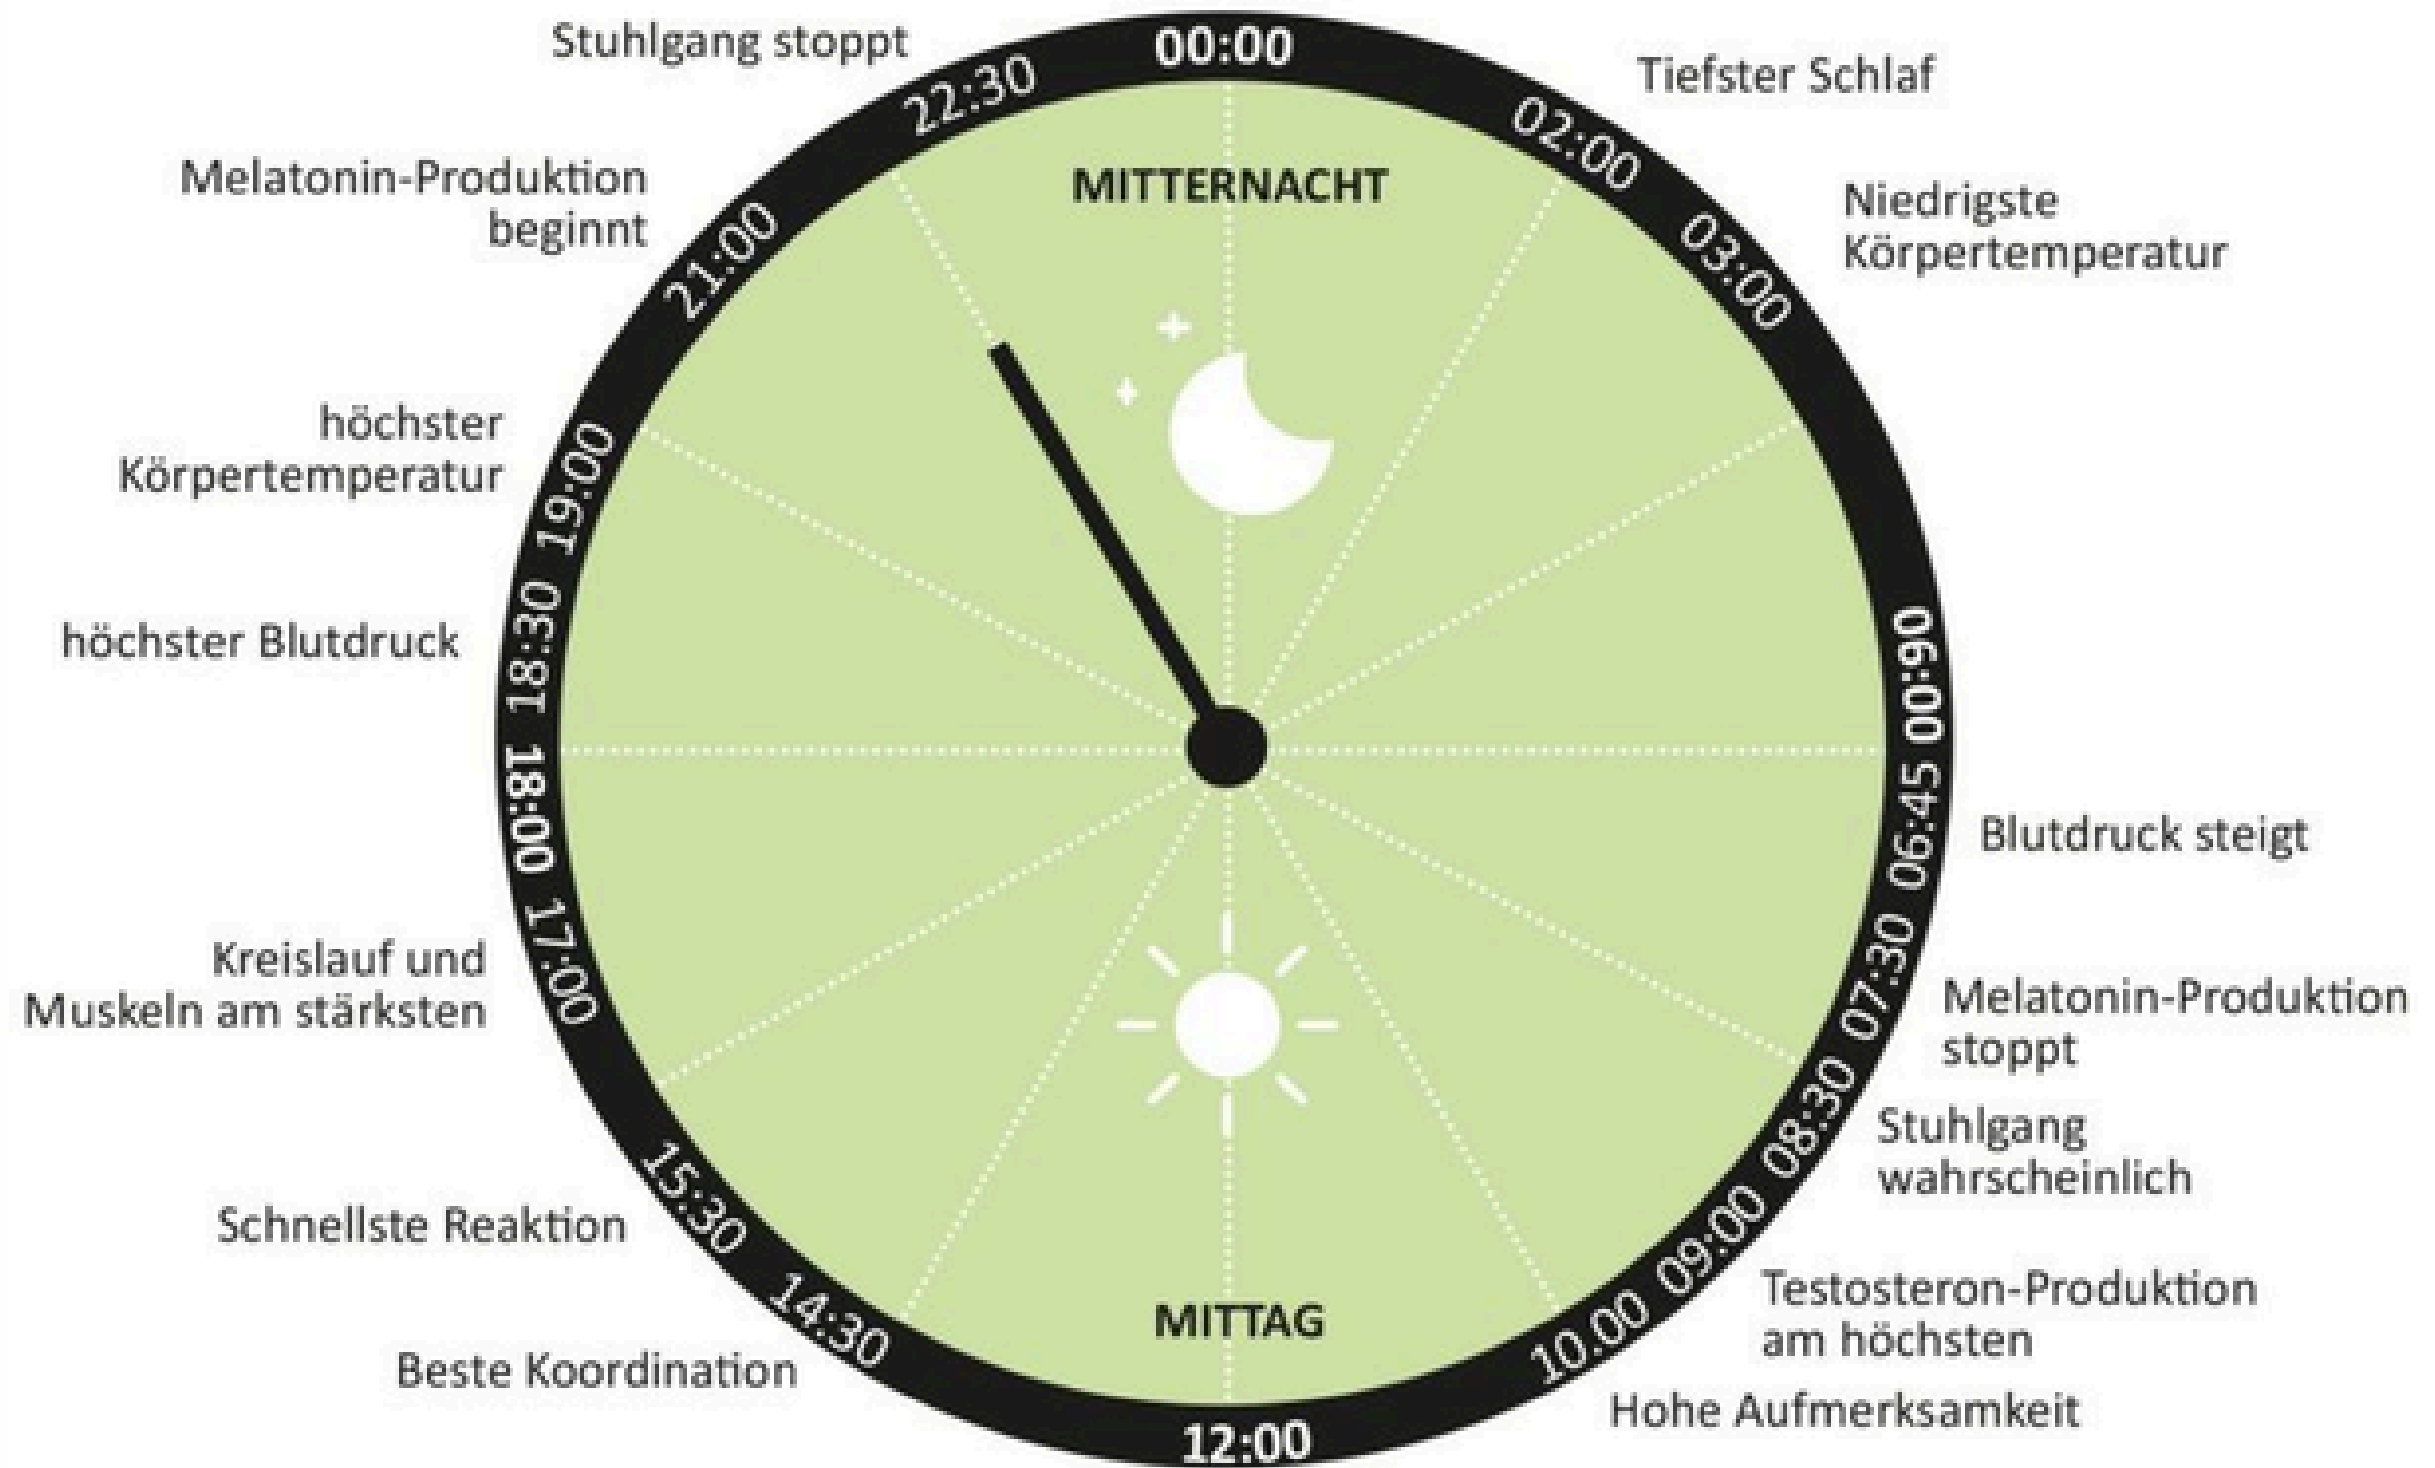 Stuhlgang stoppt
00:00
Tiefster Schlaf
22:30
02:00
MITTERNACHT
Melatonin-Produktion
beginnt
21:00
03:00
Niedrigste
Körpertemperatur
höchster
Körpertemperatur
19:00
höchster Blutdruck
18:30
06:00
18:00
06:45
Blutdruck steigt
17:00
07:30
Kreislauf und
Muskeln am stärksten
Melatonin-Produktion
stoppt
08:30
Stuhlgang
wahrscheinlich
15:30
Schnellste Reaktion
09:00
Testosteron-Produktion
am höchsten
14:30
MITTAG
10.00
Beste Koordination
Hohe Aufmerksamkeit
12:00